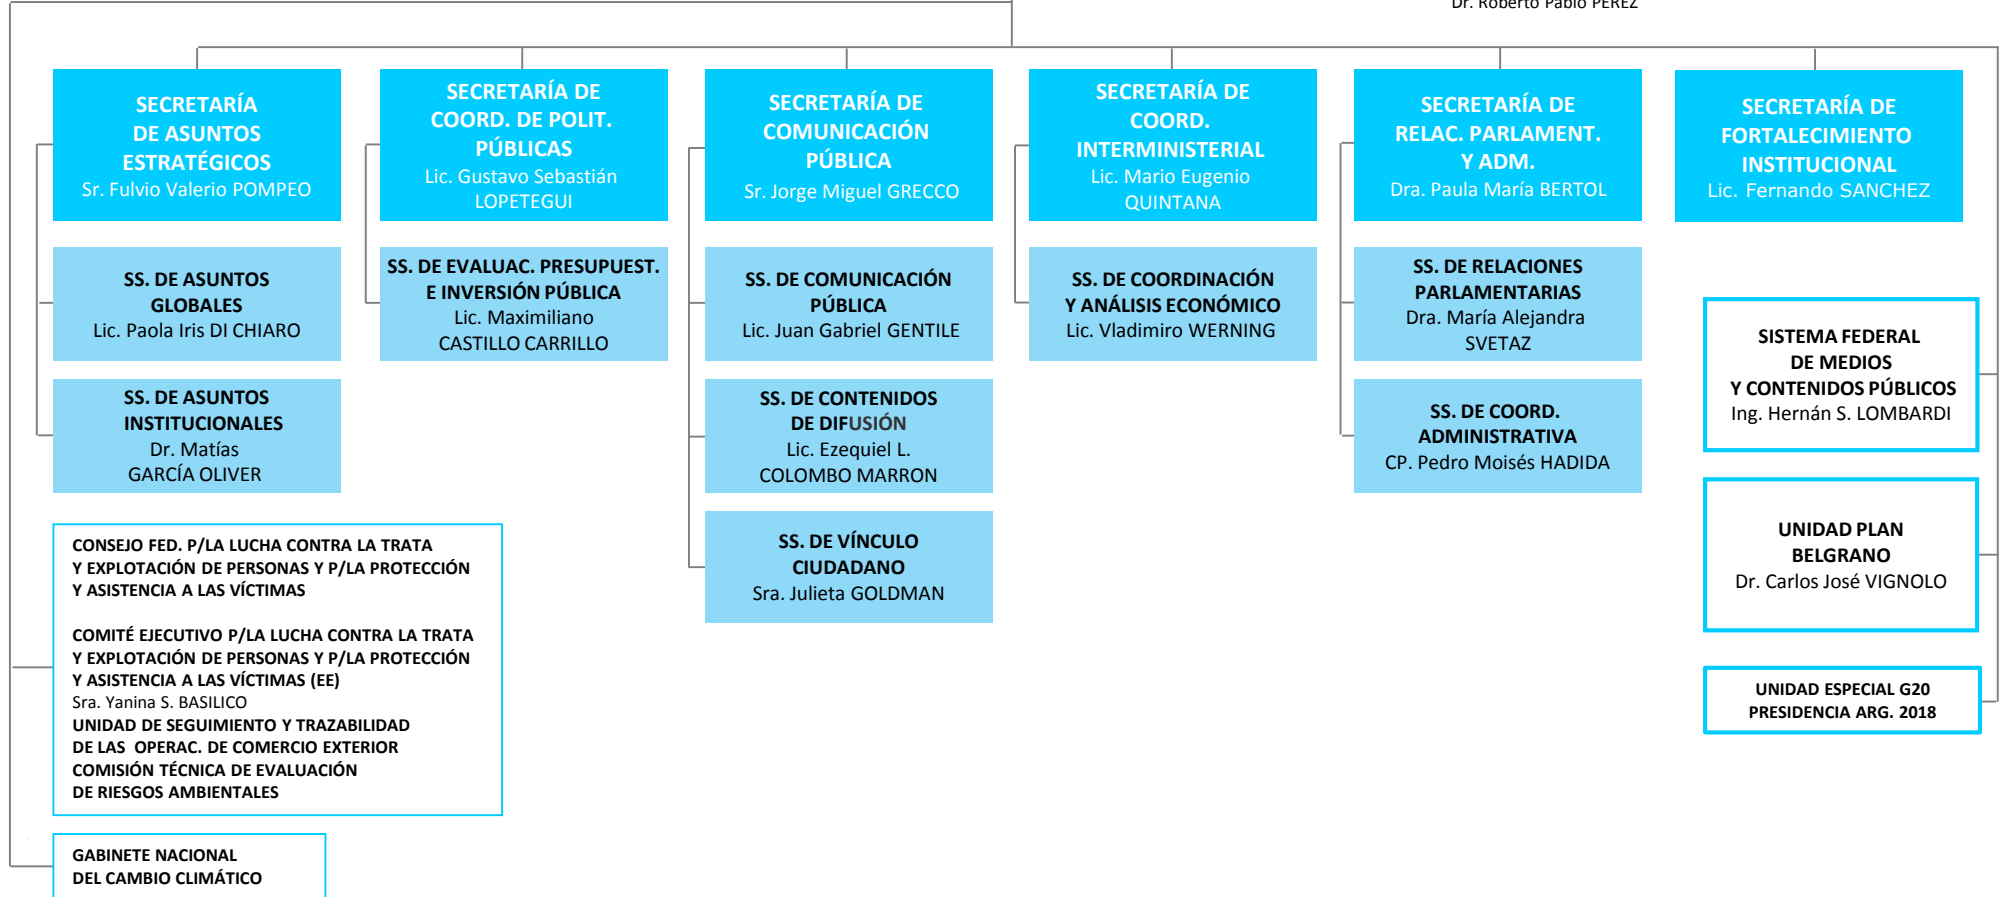 Dr. Roberto Pablo PEREZ
SECRETARÍA
DE ASUNTOS
ESTRATÉGICOS
Sr. Fulvio Valerio POMPEO
SECRETARÍA DE
COORD. DE POLIT.
PÚBLICAS
Lic. Gustavo Sebastián
LOPETEGUI
SECRETARÍA DE
COMUNICACIÓN
PÚBLICA
Sr. Jorge Miguel GRECCO
SECRETARÍA DE
COORD.
INTERMINISTERIAL
Lic. Mario Eugenio
QUINTANA
SECRETARÍA DE
RELAC. PARLAMENT.
Y ADM.
Dra. Paula María BERTOL
SECRETARÍA DE
FORTALECIMIENTO
INSTITUCIONAL
Lic. Fernando SANCHEZ
SS. DE ASUNTOS
GLOBALES
Lic. Paola Iris DI CHIARO
SS. DE EVALUAC. PRESUPUEST.
E INVERSIÓN PÚBLICA
Lic. Maximiliano
CASTILLO CARRILLO
SS. DE COMUNICACIÓN
PÚBLICA
Lic. Juan Gabriel GENTILE
SS. DE COORDINACIÓN
Y ANÁLISIS ECONÓMICO
Lic. Vladimiro WERNING
SS. DE RELACIONES
PARLAMENTARIAS
Dra. María Alejandra
SVETAZ
SISTEMA FEDERAL
DE MEDIOS
Y CONTENIDOS PÚBLICOS
Ing. Hernán S. LOMBARDI
SS. DE ASUNTOS
INSTITUCIONALES
Dr. Matías
GARCÍA OLIVER
SS. DE CONTENIDOS
DE DIFUSIÓN
Lic. Ezequiel L.
COLOMBO MARRON
SS. DE COORD.
ADMINISTRATIVA
CP. Pedro Moisés HADIDA
UNIDAD PLAN
BELGRANO
Dr. Carlos José VIGNOLO
SS. DE VÍNCULO
CIUDADANO
Sra. Julieta GOLDMAN
CONSEJO FED. P/LA LUCHA CONTRA LA TRATA
Y EXPLOTACIÓN DE PERSONAS Y P/LA PROTECCIÓN
Y ASISTENCIA A LAS VÍCTIMAS
COMITÉ EJECUTIVO P/LA LUCHA CONTRA LA TRATA
Y EXPLOTACIÓN DE PERSONAS Y P/LA PROTECCIÓN
Y ASISTENCIA A LAS VÍCTIMAS (EE)
Sra. Yanina S. BASILICO
UNIDAD DE SEGUIMIENTO Y TRAZABILIDAD
DE LAS OPERAC. DE COMERCIO EXTERIOR
COMISIÓN TÉCNICA DE EVALUACIÓN
DE RIESGOS AMBIENTALES
UNIDAD ESPECIAL G20
PRESIDENCIA ARG. 2018
GABINETE NACIONAL
DEL CAMBIO CLIMÁTICO